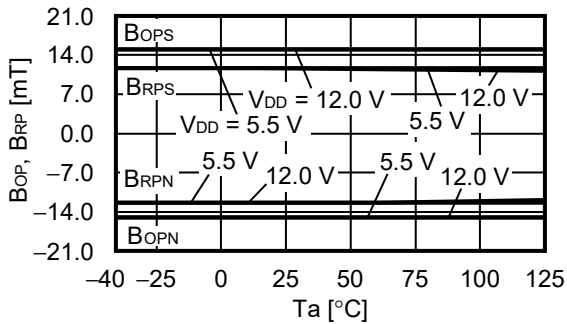 21.0
BOPS
14.0
BRPS
7.0
VDD = 12.0 V
12.0 V
0.0
VDD = 5.5 V
5.5 V
BOP, BRP [mT]
5.5 V
5.5 V
−7.0
BRPN
12.0 V
12.0 V
−14.0
BOPN
−21.0
−40 −25 0 25 50 75 100 125
Ta [°C]